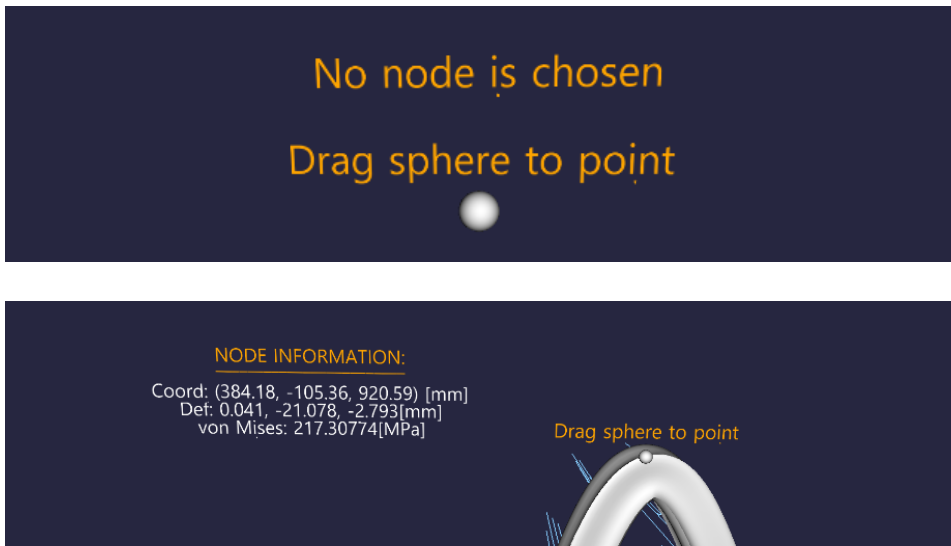 No node is chosen
Drag sphere to point
NODE INFORMATION:
Coord: (384.18, -105.36, 920.59) [mm]
Def: 0.041, -21.078, -2.793[mm]
von Mises: 217.30774[MPa]
Drag sphere to point